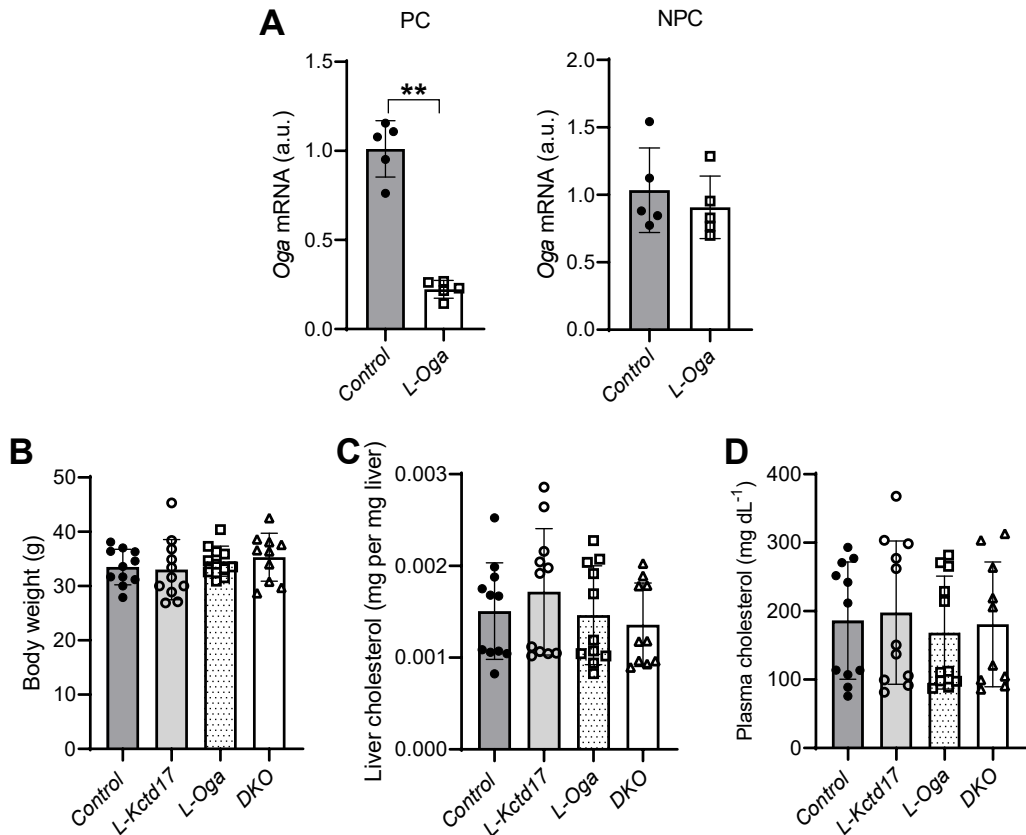 A
PC
NPC
Oga mRNA (a.u.)
1.5
1.0
0.5
0.0
**
Control
L-Oga
Oga mRNA (a.u.)
2.0
1.5
1.0
0.5
0.0
Control
L-Oga
B
Body weight (g)
50
40
30
20
10
0
Control
L-Kctd17
L-Oga
DKO
C
Liver cholesterol (mg per mg liver)
0.003
0.002
0.001
0.000
Control
L-Kctd17
L-Oga
DKO
D
Plasma cholesterol (mg dL⁻¹)
400
300
200
100
0
Control
L-Kctd17
L-Oga
DKO